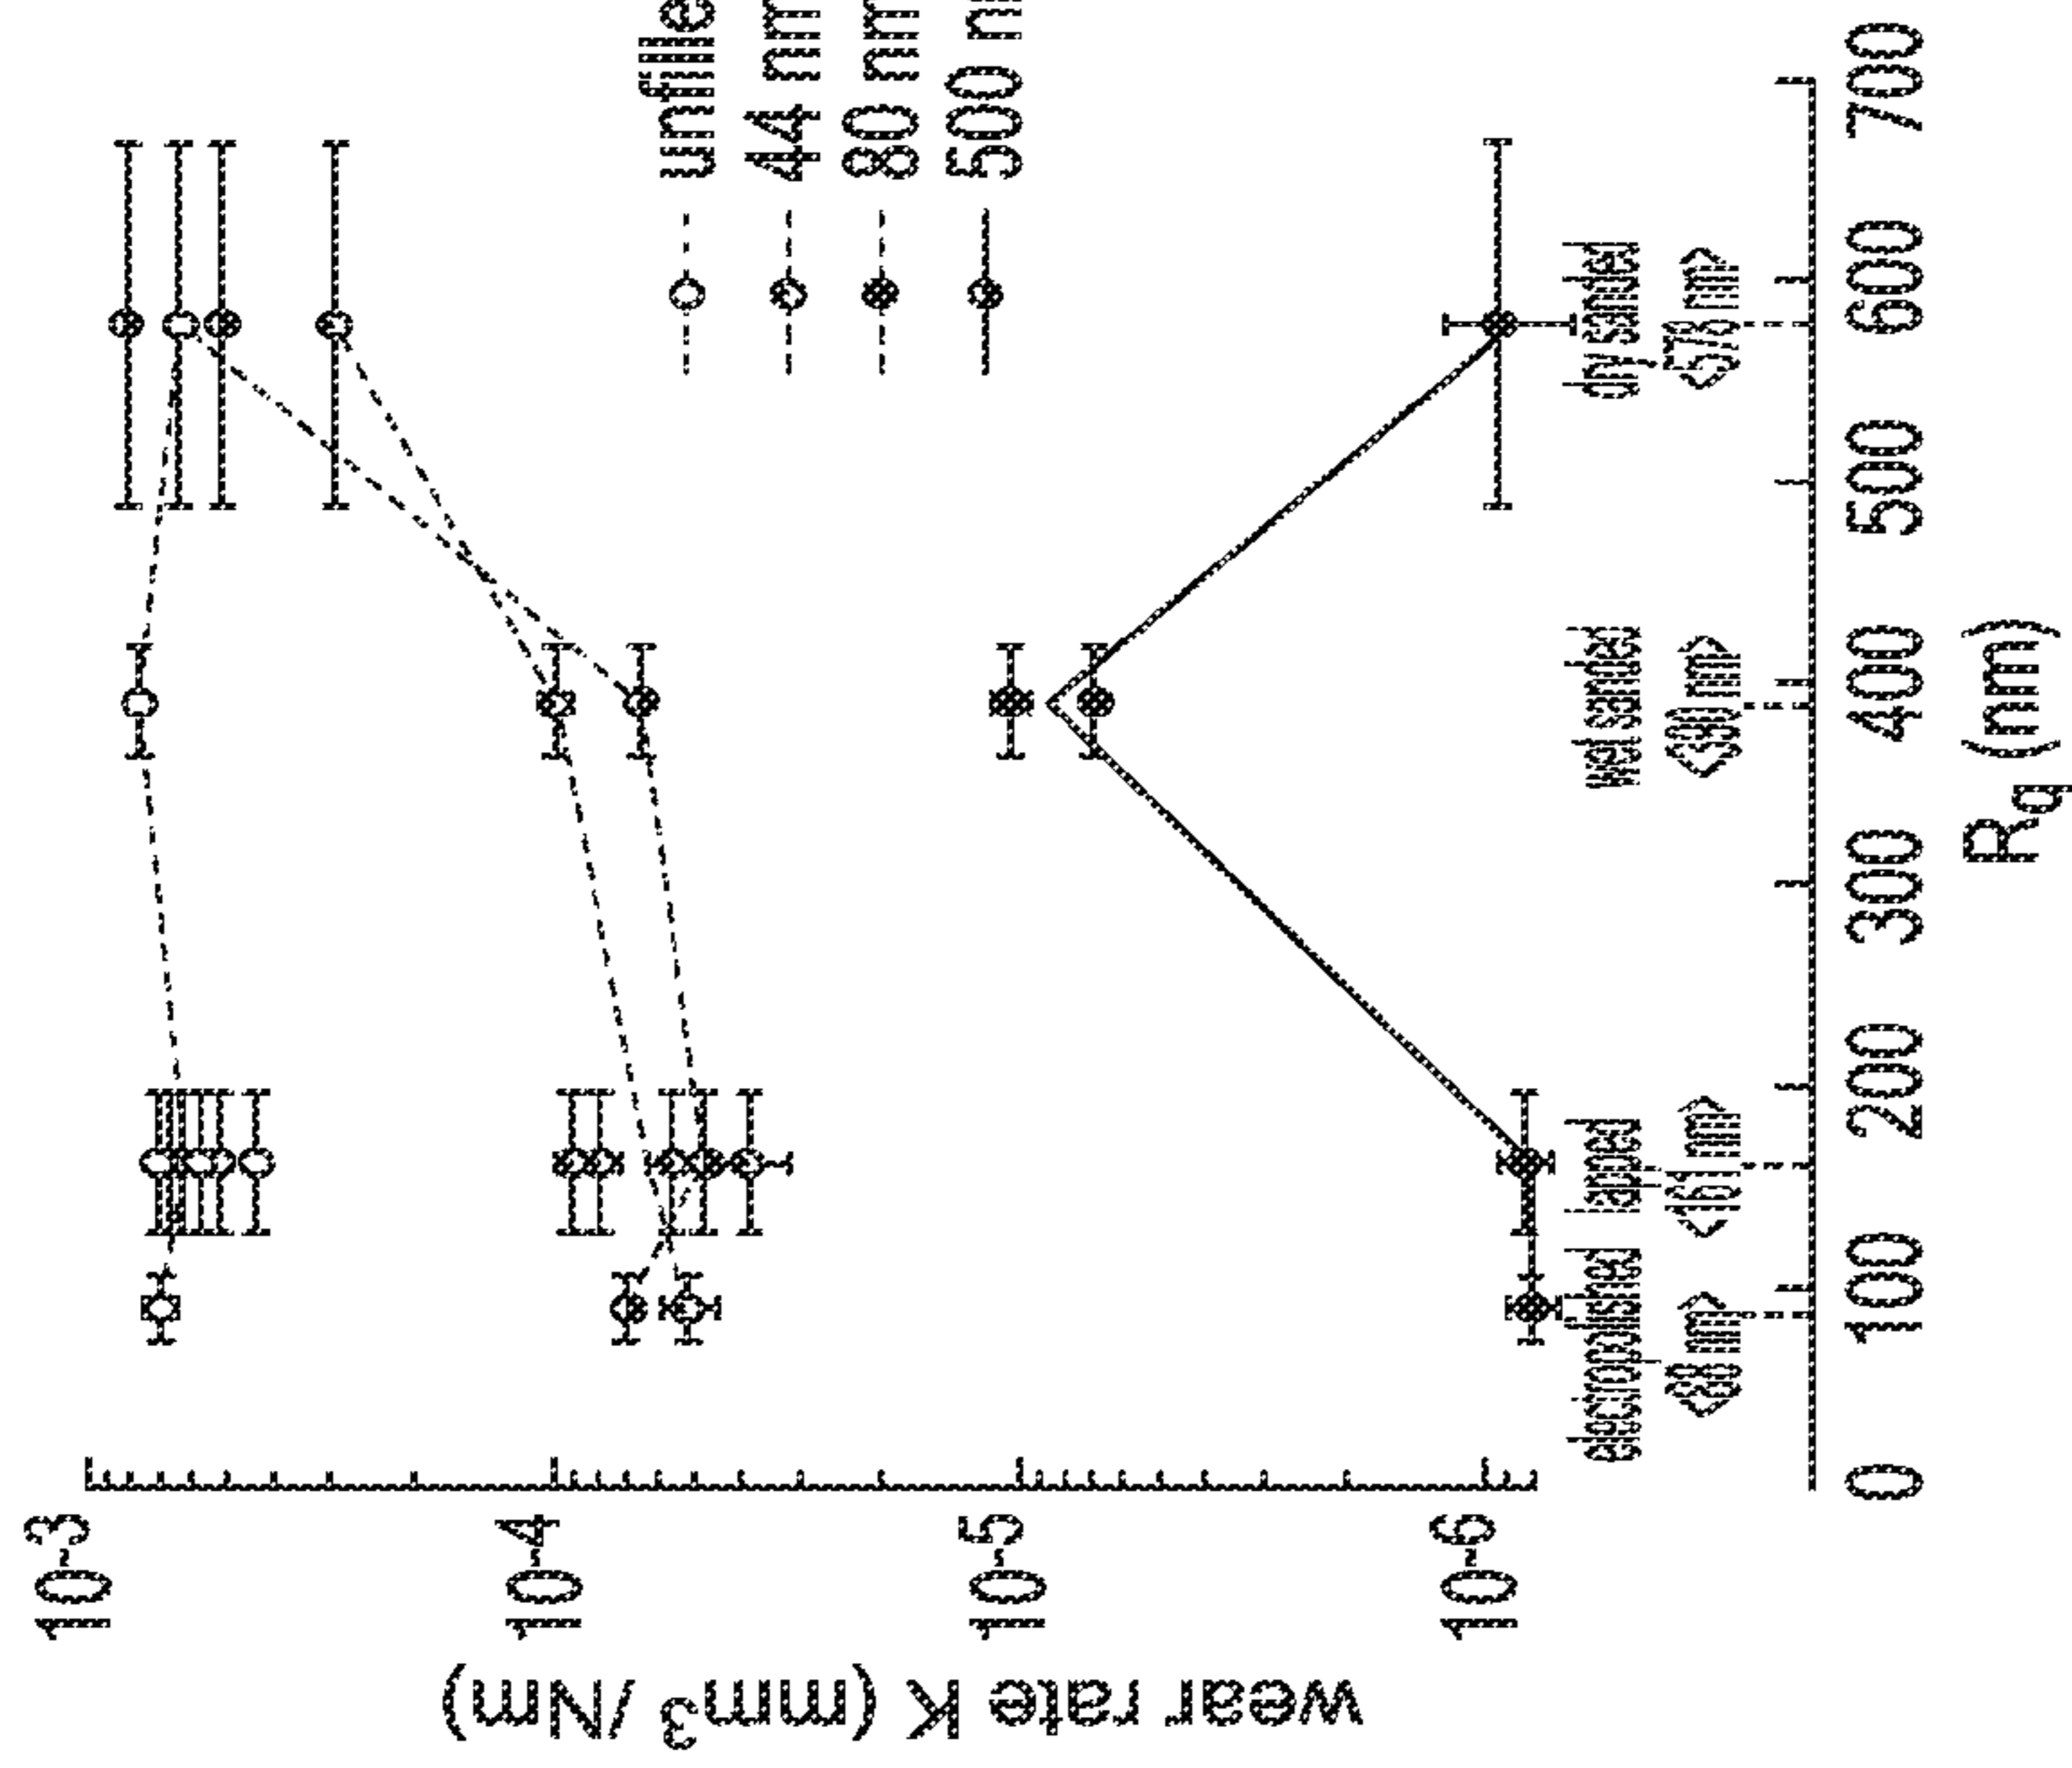 wear rate K (mm3/Nm)
10-3
10-4
10-5
10-6
unfille
44 nm
80 nm
500 n
electropolished
<88 nm>
lapped
<161 nm>
wet sanded
<390 nm>
dry sanded
<578 nm>
0 100 200 300 400 500 600 700
Rq (nm)